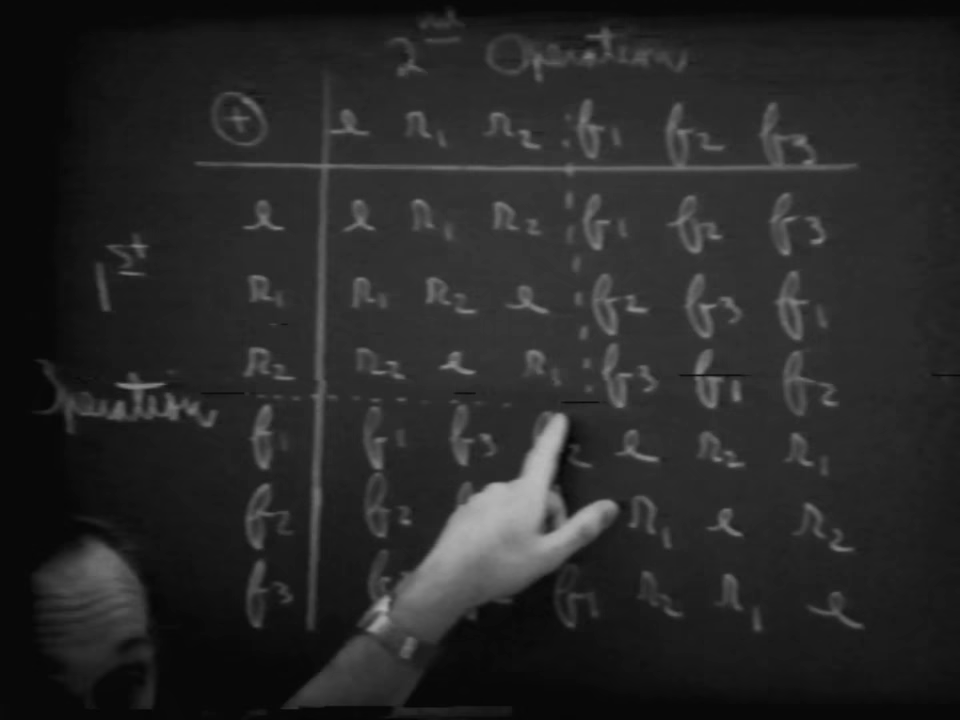 2nd Operation
⊕ e r1 r2 f1 f2 f3
e e r1 r2 f1 f2 f3
1st
r1 r1 r2 e f2 f3 f1
r2 r2 e r1 f3 f1 f2
Operation
f1 f1 f3 2 e r2 r1
f2 f2 r1 e r2
f3 f1 r2 r1 e